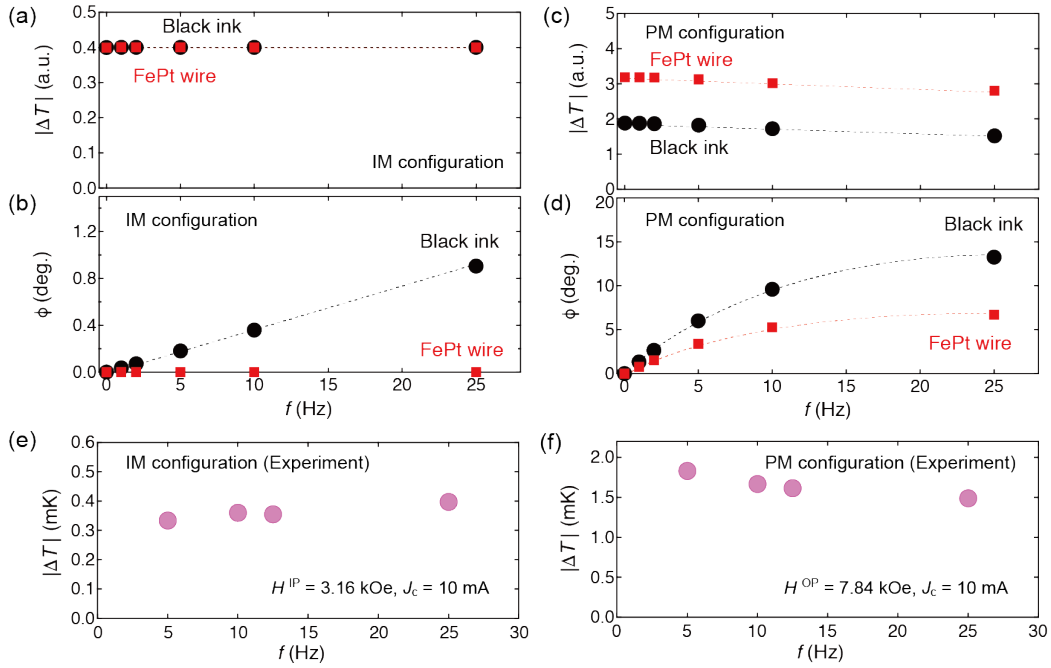 (a)
0.5
0.4
0.3
0.2
0.1
0.0
|ΔT| (a.u.)
Black ink
FePt wire
IM configuration
(b)
1.2
0.8
0.4
0.0
ϕ (deg.)
IM configuration
Black ink
FePt wire
0 5 10 15 20 25
f (Hz)
(c)
5
4
3
2
1
0
|ΔT| (a.u.)
PM configuration
FePt wire
Black ink
(d)
20
15
10
5
0
ϕ (deg.)
PM configuration
Black ink
FePt wire
0 5 10 15 20 25
f (Hz)
(e)
0.6
0.5
0.4
0.3
0.2
0.1
0.0
|ΔT| (mK)
IM configuration (Experiment)
H IP = 3.16 kOe, Jc = 10 mA
0 5 10 15 20 25 30
f (Hz)
(f)
2.0
1.5
1.0
0.5
0.0
|ΔT| (mK)
PM configuration (Experiment)
H OP = 7.84 kOe, Jc = 10 mA
0 5 10 15 20 25 30
f (Hz)